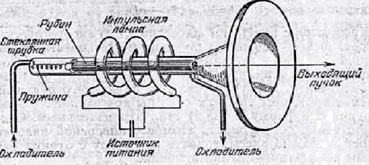 Рубин
Импульсная
лампа
Стеклянная
трубка
Выходящий
пучок
Пружина
Источник
питания
Охладитель
Охладитель